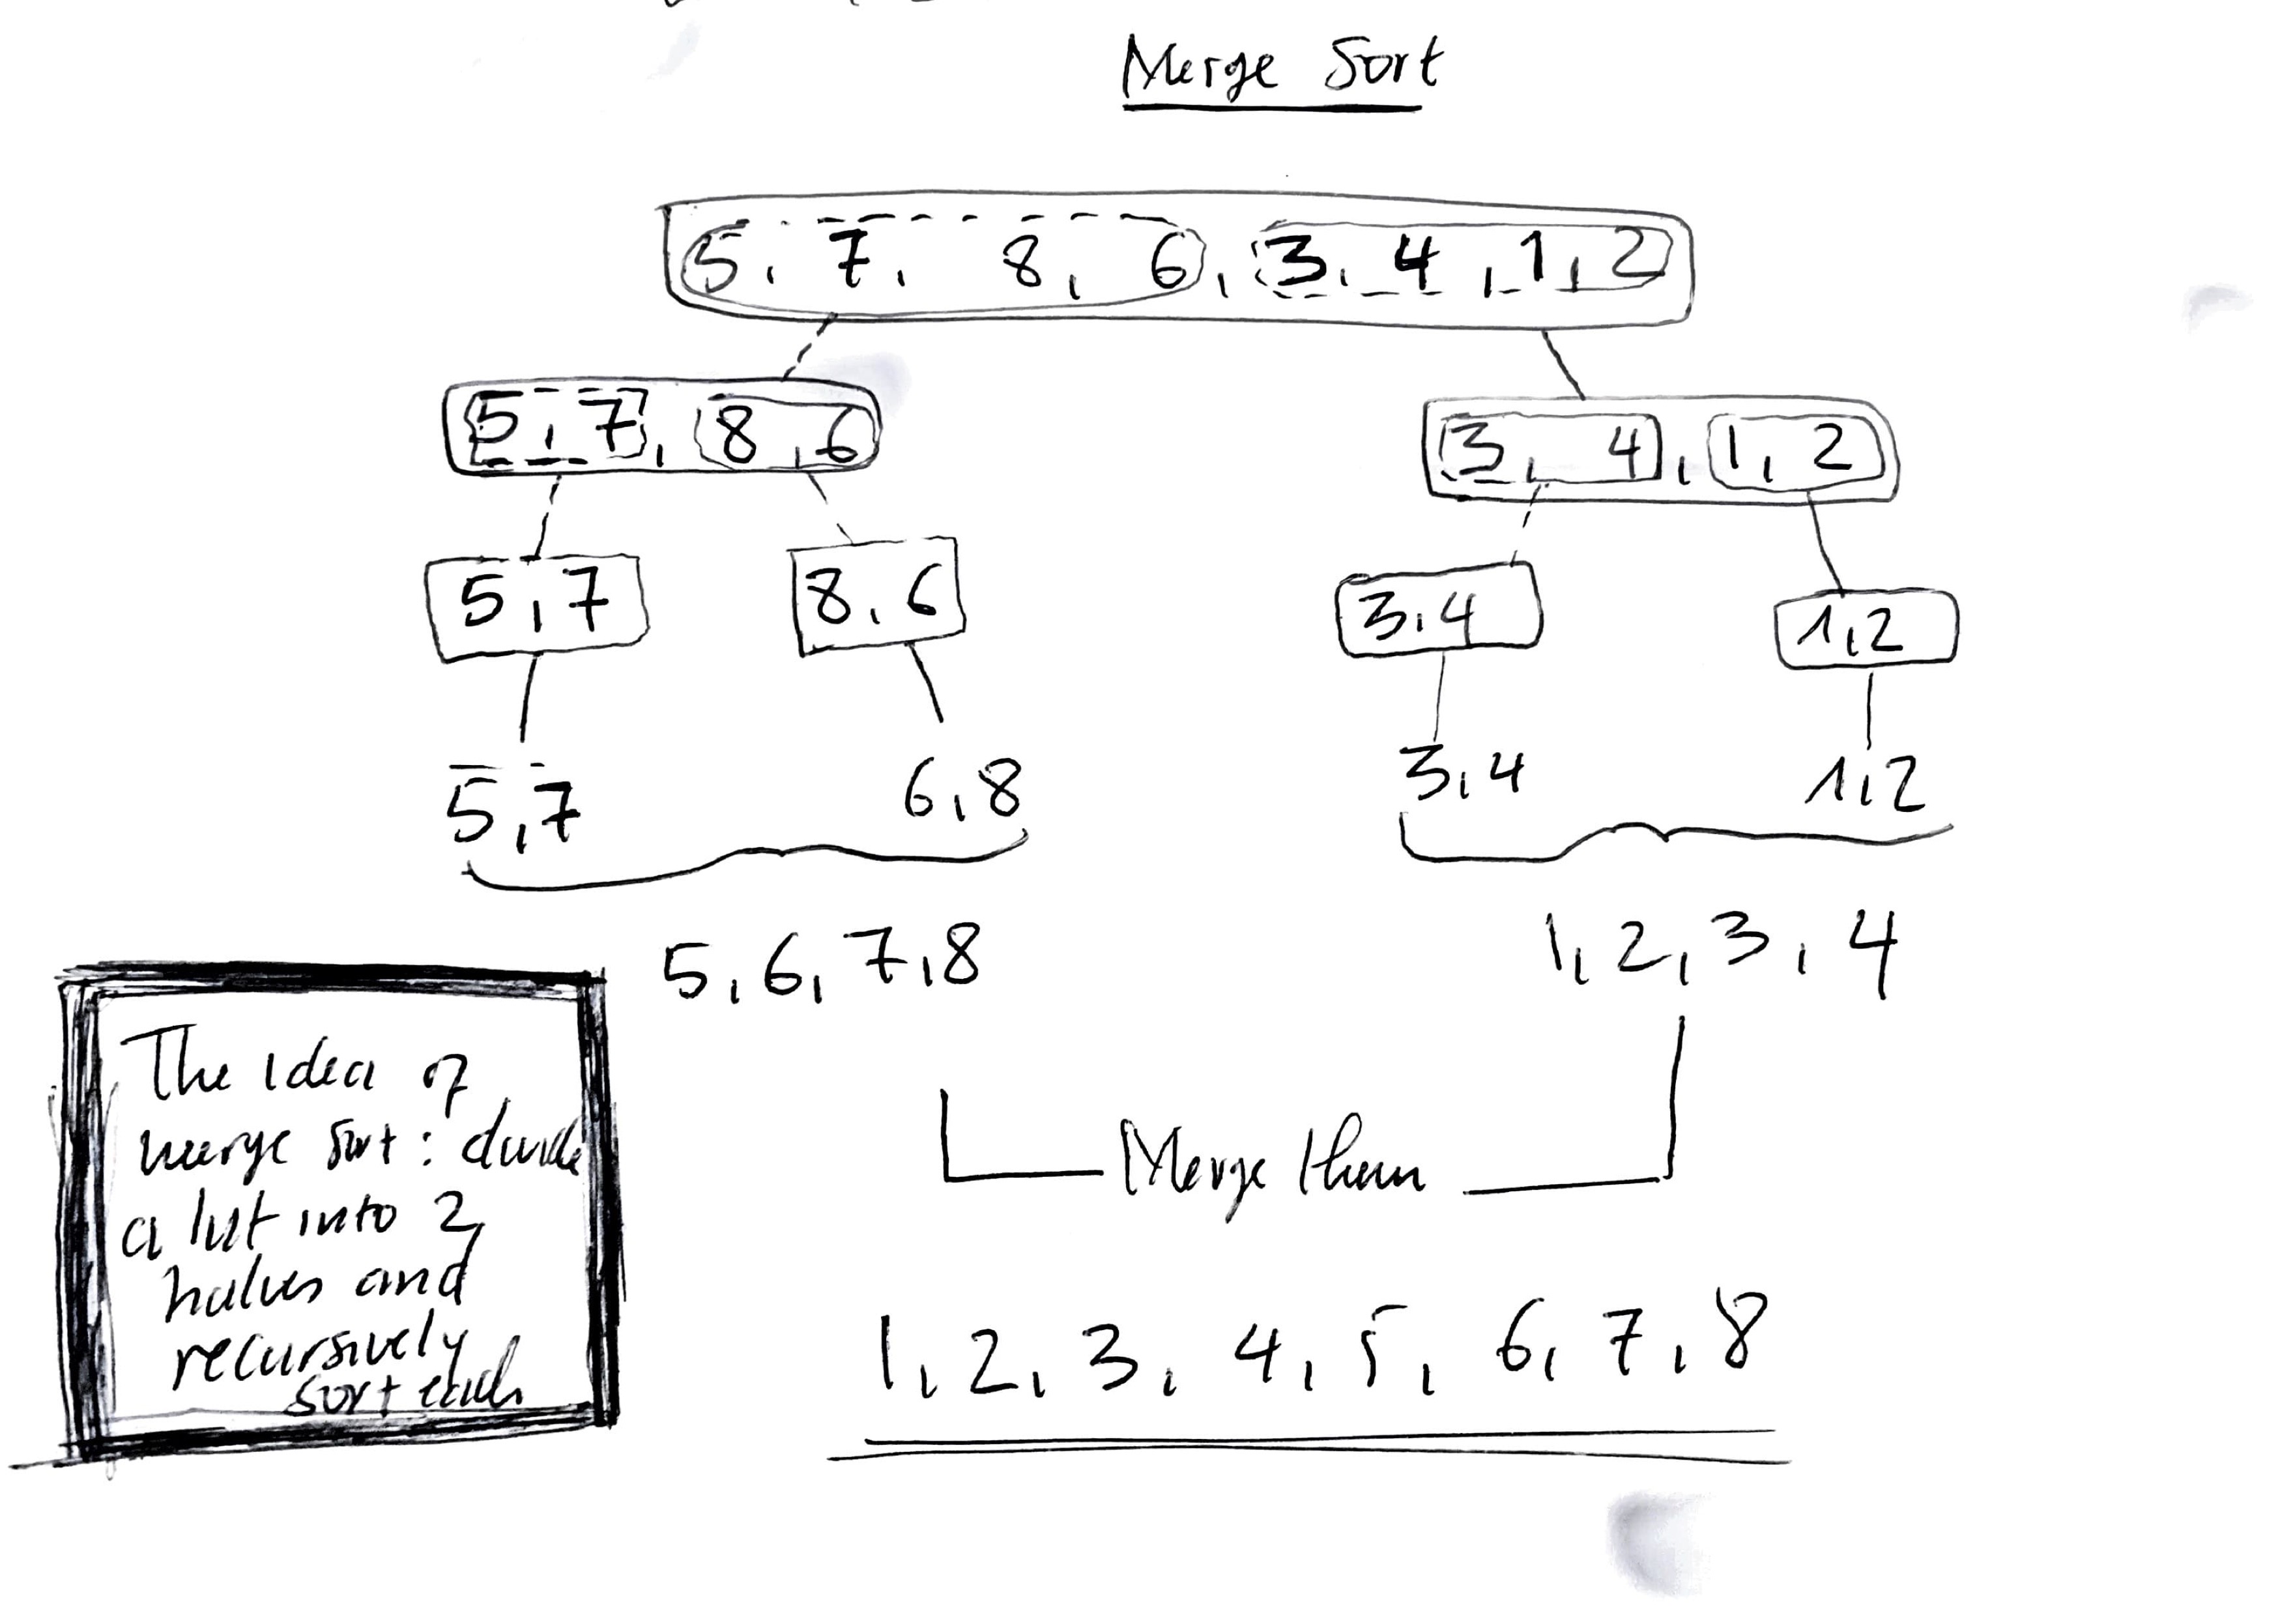 Merge Sort
5, 7, 8, 6, 3, 4, 1, 2
5, 7, 8, 6
3, 4, 1, 2
5, 7
8, 6
3, 4
1, 2
5, 7
6, 8
3, 4
1, 2
5, 6, 7, 8
1, 2, 3, 4
The idea of
merge sort: divide
a list into 2
halves and
recursively
sort each
Merge them
1, 2, 3, 4, 5, 6, 7, 8